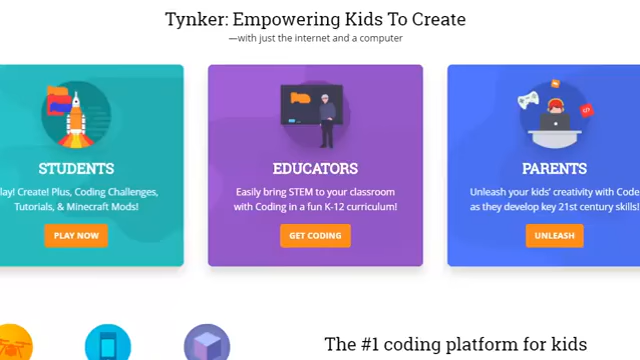 Tynker: Empowering Kids To Create
—with just the internet and a computer
STUDENTS
Create! Plus, Coding Challenges,
Tutorials, & Minecraft Mods!
PLAY NOW
EDUCATORS
Easily bring STEM to your classroom
with Coding in a fun K-12 curriculum!
GET CODING
PARENTS
Unleash your kids' creativity with Code
as they develop key 21st century skills!
UNLEASH
The #1 coding platform for kids